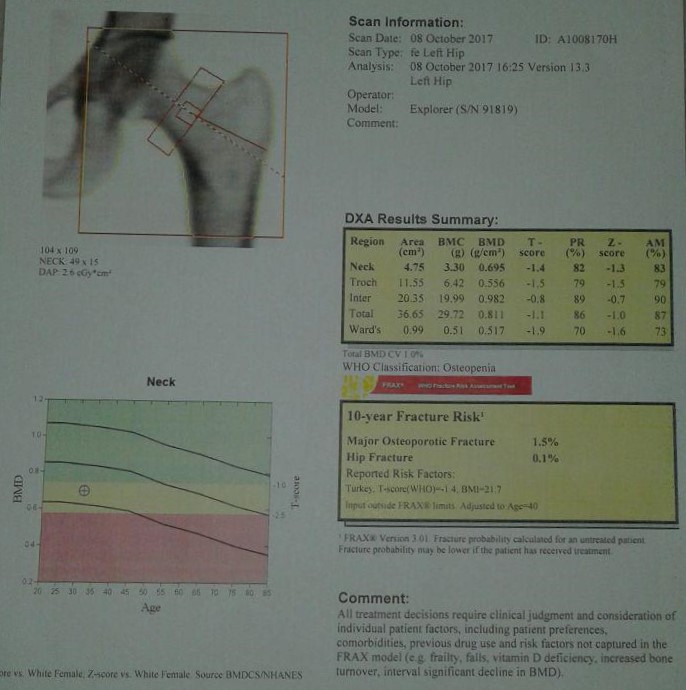 Scan Information:
Scan Date: 08 October 2017 ID: A1008170H
Scan Type: fe Left Hip
Analysis: 08 October 2017 16:25 Version 13.3
Left Hip
Operator:
Model: Explorer (S/N 91819)
Comment:
104 x 109
NECK: 49 x 15
DAP: 2.6 cGy*cm²
DXA Results Summary:
Region Area (cm²) BMC (g) BMD (g/cm²) T-score PR (%) Z-score AM (%)
Neck 4.75 3.30 0.695 -1.4 82 -1.3 83
Troch 11.55 6.42 0.556 -1.5 79 -1.5 79
Inter 20.35 19.99 0.982 -0.8 89 -0.7 90
Total 36.65 29.72 0.811 -1.1 86 -1.0 87
Ward's 0.99 0.51 0.517 -1.9 70 -1.6 73
Total BMD CV 1.0%
WHO Classification: Osteopenia
FRAX® WHO Fracture Risk Assessment Tool
10-year Fracture Risk¹
Major Osteoporotic Fracture 1.5%
Hip Fracture 0.1%
Reported Risk Factors:
Turkey, T-score(WHO)=-1.4, BMI=21.7
Input outside FRAX® limits. Adjusted to Age=40
¹ FRAX® Version 3.01. Fracture probability calculated for an untreated patient.
Fracture probability may be lower if the patient has received treatment.
Neck
1.2
1.0
0.8
0.6
0.4
0.2
BMD
-1.0
-2.5
T-score
20 25 30 35 40 45 50 55 60 65 70 75 80 85
Age
Comment:
All treatment decisions require clinical judgment and consideration of
individual patient factors, including patient preferences,
comorbidities, previous drug use and risk factors not captured in the
FRAX model (e.g. frailty, falls, vitamin D deficiency, increased bone
turnover, interval significant decline in BMD).
ore vs. White Female. Z-score vs. White Female. Source BMDCS/NHANES